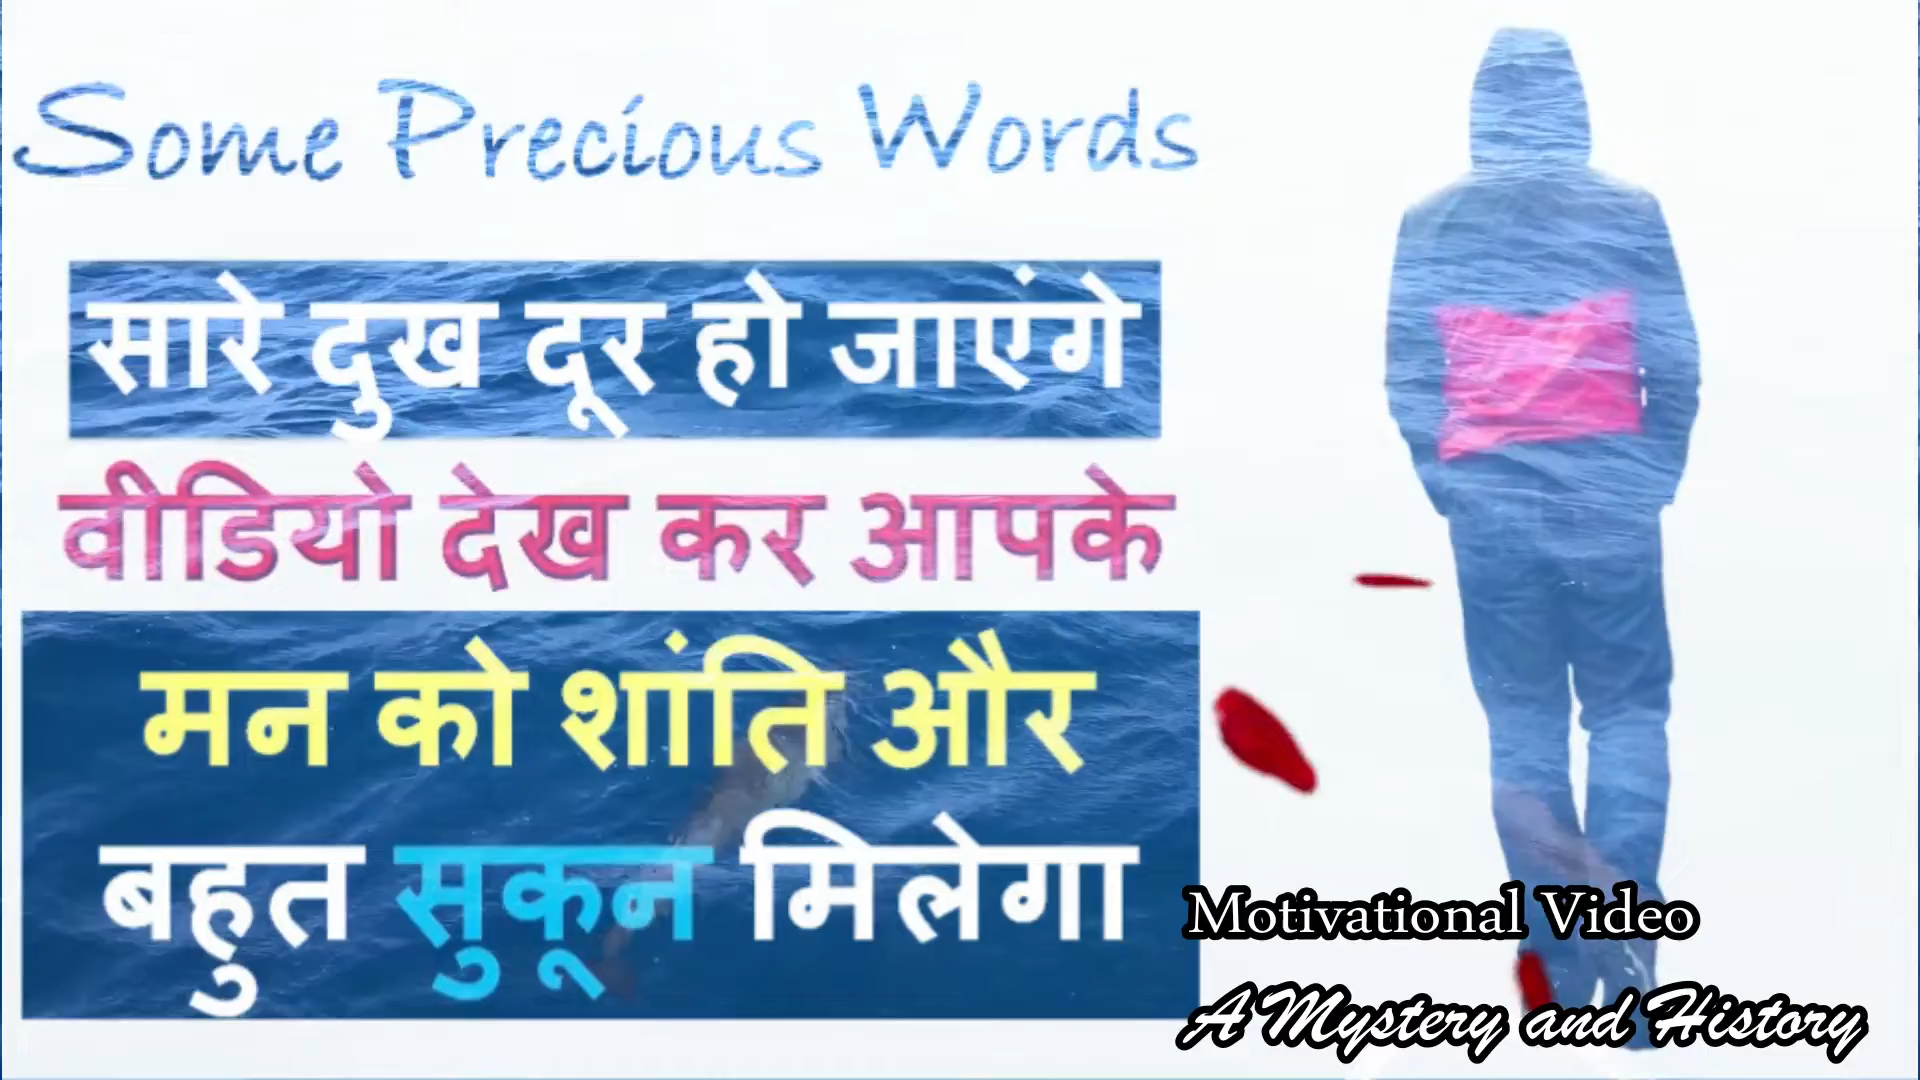 Some Precious Words
सारे दुख दूर हो जाएंगे
वीडियो देख कर आपके
मन को शांति और
बहुत सुकून मिलेगा
Motivational Video
A Mystery and History